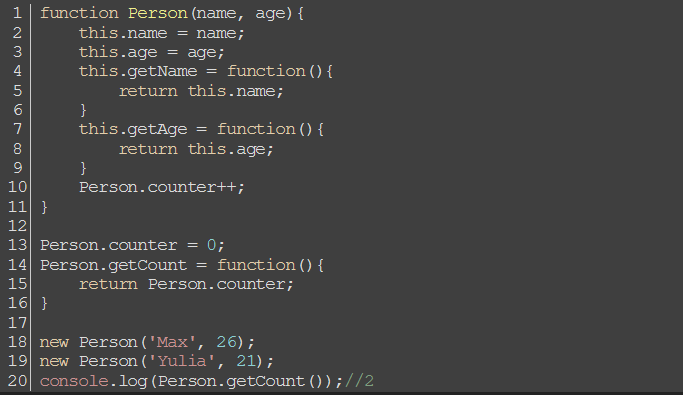 1 function Person(name, age){
2     this.name = name;
3     this.age = age;
4     this.getName = function(){
5         return this.name;
6     }
7     this.getAge = function(){
8         return this.age;
9     }
10     Person.counter++;
11 }
12
13 Person.counter = 0;
14 Person.getCount = function(){
15     return Person.counter;
16 }
17
18 new Person('Max', 26);
19 new Person('Yulia', 21);
20 console.log(Person.getCount());//2